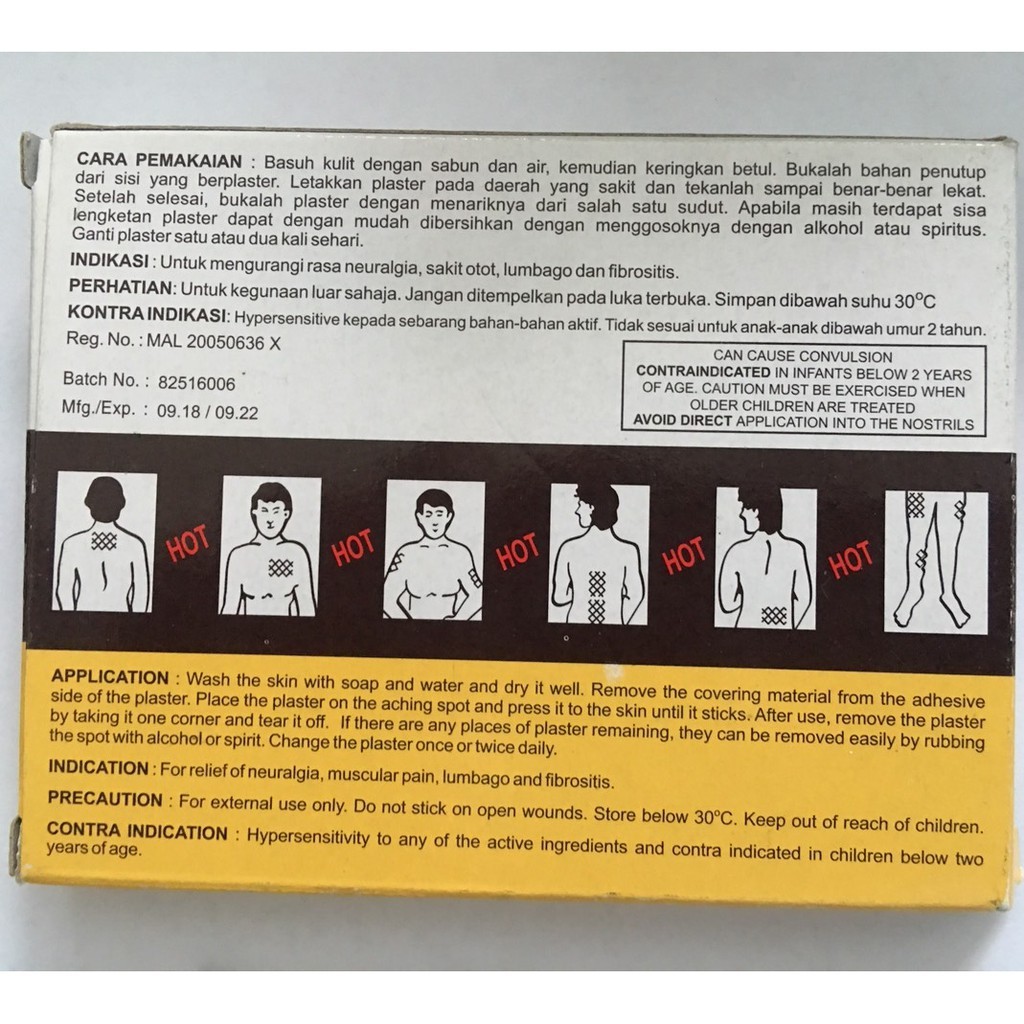 CARA PEMAKAIAN : Basuh kulit dengan sabun dan air, kemudian keringkan betul. Bukalah bahan penutup
dari sisi yang berplaster. Letakkan plaster pada daerah yang sakit dan tekanlah sampai benar-benar lekat.
Setelah selesai, bukalah plaster dengan menariknya dari salah satu sudut. Apabila masih terdapat sisa
lengketan plaster dapat dengan mudah dibersihkan dengan menggosoknya dengan alkohol atau spiritus.
Ganti plaster satu atau dua kali sehari.
INDIKASI : Untuk mengurangi rasa neuralgia, sakit otot, lumbago dan fibrositis.
PERHATIAN: Untuk kegunaan luar sahaja. Jangan ditempelkan pada luka terbuka. Simpan dibawah suhu 30°C
KONTRA INDIKASI: Hypersensitive kepada sebarang bahan-bahan aktif. Tidak sesuai untuk anak-anak dibawah umur 2 tahun.
Reg. No. : MAL 20050636 X
Batch No. : 82516006
Mfg./Exp. : 09.18 / 09.22
CAN CAUSE CONVULSION
CONTRAINDICATED IN INFANTS BELOW 2 YEARS
OF AGE. CAUTION MUST BE EXERCISED WHEN
OLDER CHILDREN ARE TREATED
AVOID DIRECT APPLICATION INTO THE NOSTRILS
HOT HOT HOT HOT HOT
APPLICATION : Wash the skin with soap and water and dry it well. Remove the covering material from the adhesive
side of the plaster. Place the plaster on the aching spot and press it to the skin until it sticks. After use, remove the plaster
by taking it one corner and tear it off. If there are any places of plaster remaining, they can be removed easily by rubbing
the spot with alcohol or spirit. Change the plaster once or twice daily.
INDICATION : For relief of neuralgia, muscular pain, lumbago and fibrositis.
PRECAUTION : For external use only. Do not stick on open wounds. Store below 30°C. Keep out of reach of children.
CONTRA INDICATION : Hypersensitivity to any of the active ingredients and contra indicated in children below two
years of age.